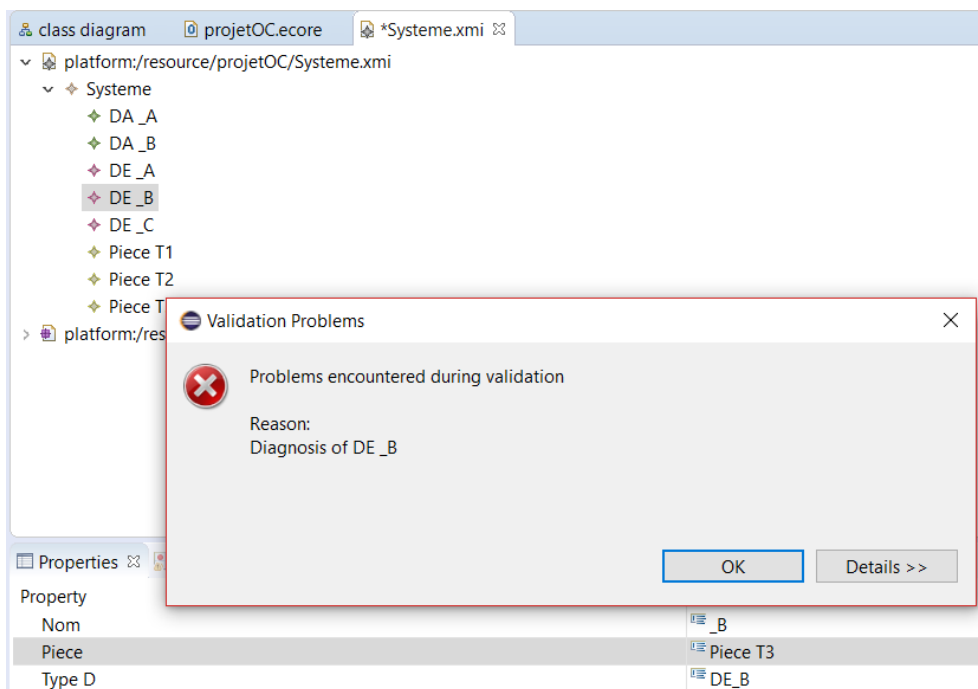 class diagram projetOC.ecore *Systeme.xmi
platform:/resource/projetOC/Systeme.xmi
Systeme
DA _A
DA _B
DE _A
DE _B
DE _C
Piece T1
Piece T2
Piece T
platform:/res
Validation Problems
Problems encountered during validation
Reason:
Diagnosis of DE _B
OK Details >>
Properties
Property
Nom _B
Piece Piece T3
Type D DE_B